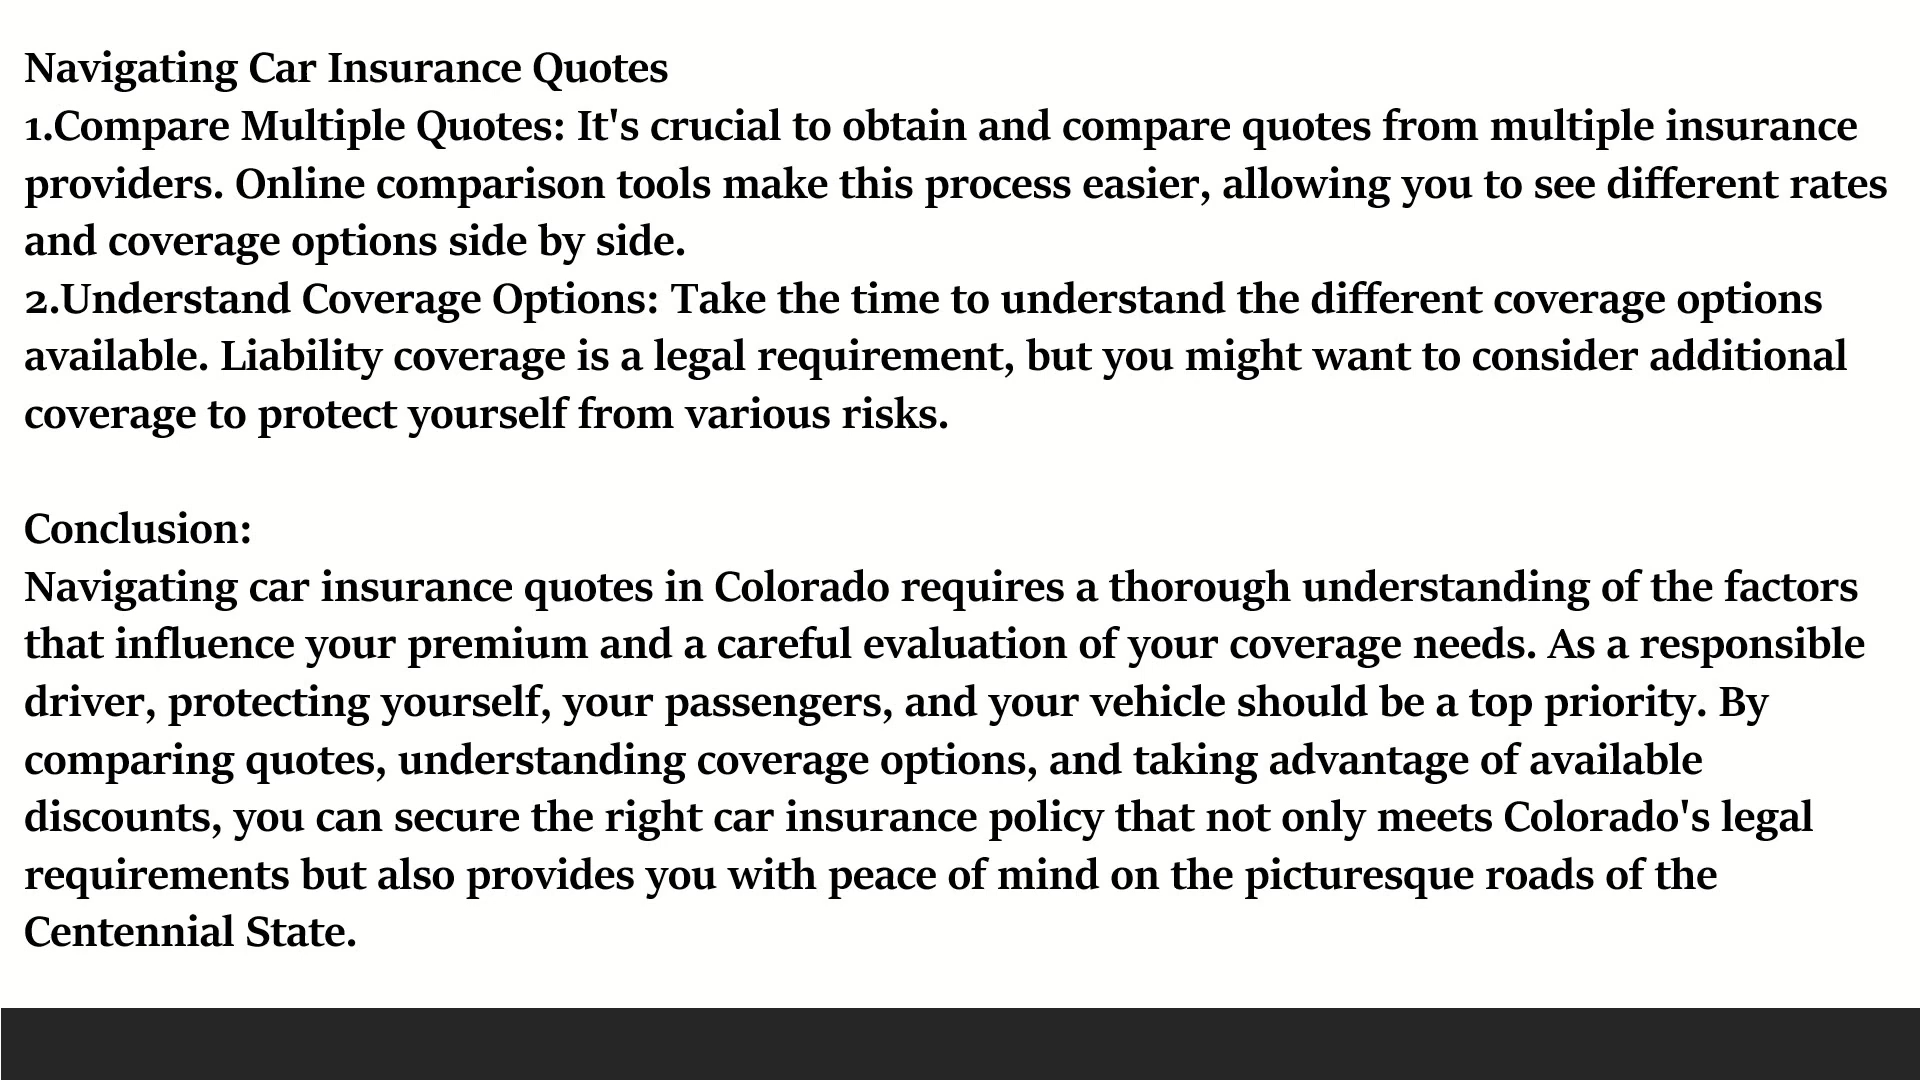 Navigating Car Insurance Quotes
1.Compare Multiple Quotes: It's crucial to obtain and compare quotes from multiple insurance
providers. Online comparison tools make this process easier, allowing you to see different rates
and coverage options side by side.
2.Understand Coverage Options: Take the time to understand the different coverage options
available. Liability coverage is a legal requirement, but you might want to consider additional
coverage to protect yourself from various risks.
Conclusion:
Navigating car insurance quotes in Colorado requires a thorough understanding of the factors
that influence your premium and a careful evaluation of your coverage needs. As a responsible
driver, protecting yourself, your passengers, and your vehicle should be a top priority. By
comparing quotes, understanding coverage options, and taking advantage of available
discounts, you can secure the right car insurance policy that not only meets Colorado's legal
requirements but also provides you with peace of mind on the picturesque roads of the
Centennial State.